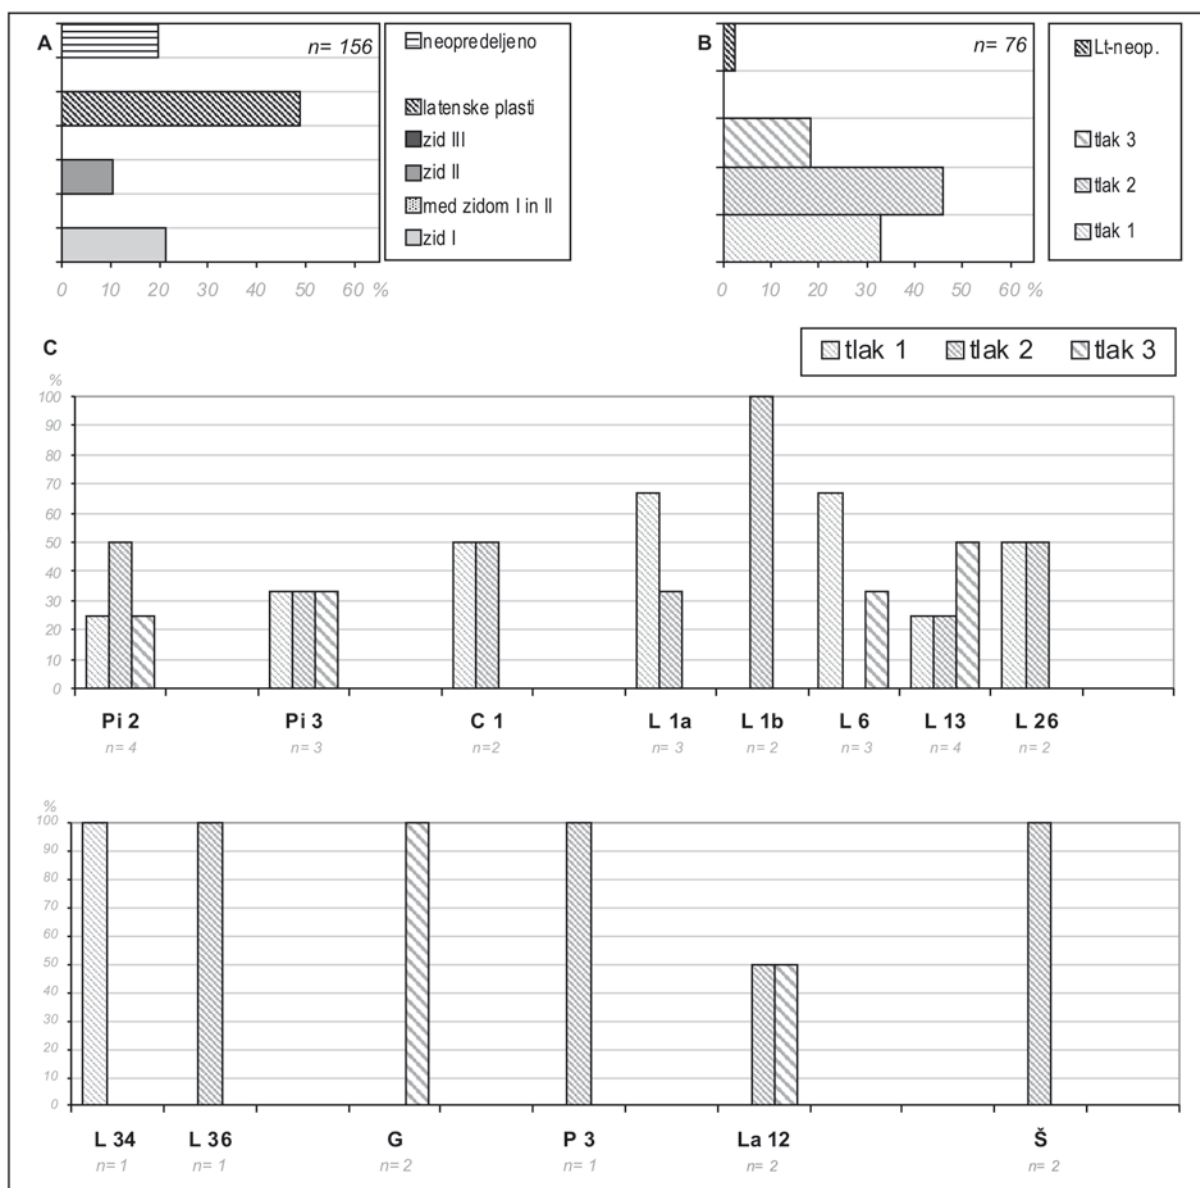 A
n= 156
neopredeljeno
latenske plasti
zid III
zid II
med zidom I in II
zid I
0 10 20 30 40 50 60 %
B
n= 76
Lt-neop.
tlak 3
tlak 2
tlak 1
0 10 20 30 40 50 60 %
C
tlak 1 tlak 2 tlak 3
%
100
90
80
70
60
50
40
30
20
10
0
Pi 2 Pi 3 C 1 L 1a L 1b L 6 L 13 L 26
n= 4 n= 3 n=2 n= 3 n= 2 n= 3 n= 4 n= 2
%
100
90
80
70
60
50
40
30
20
10
0
L 34 L 36 G P 3 La 12 Š
n= 1 n= 1 n= 2 n= 1 n= 2 n= 2